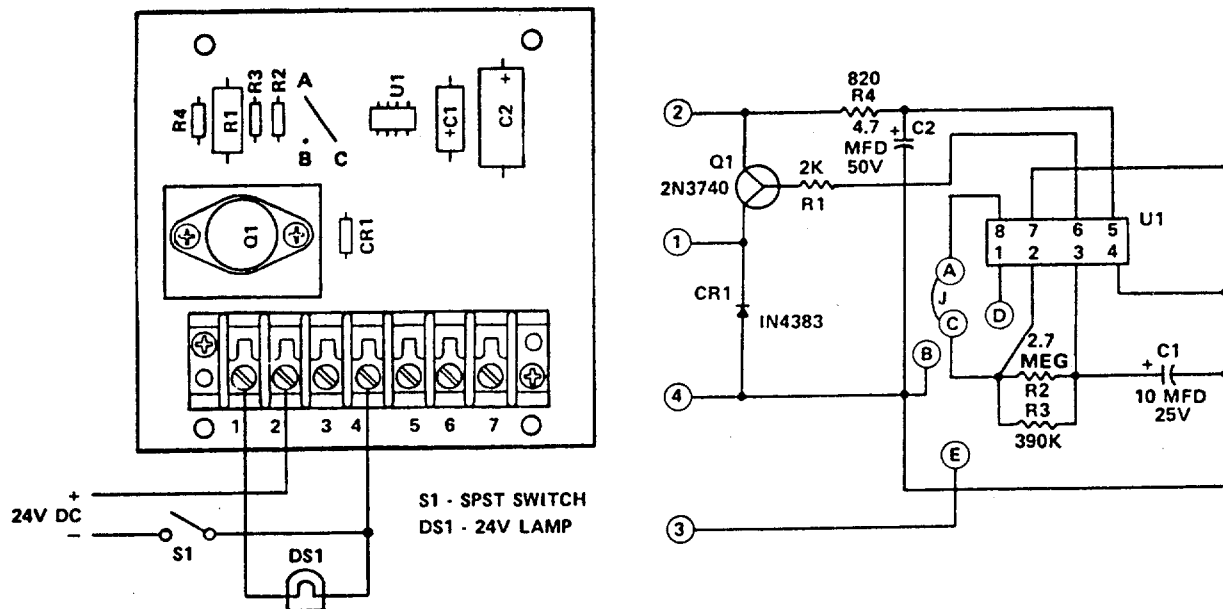 R4
R1
R3
R2
A
B
C
U1
+C1
+
C2
Q1
CR1
1 2 3 4 5 6 7
+
24V DC
−
S1
DS1
S1 - SPST SWITCH
DS1 - 24V LAMP
2
820
R4
4.7
MFD
50V
+
C2
Q1
2N3740
2K
R1
1
CR1
IN4383
4
8 7 6 5
1 2 3 4
U1
A
J
C
D
B
2.7
MEG
R2
R3
390K
+
C1
10 MFD
25V
E
3